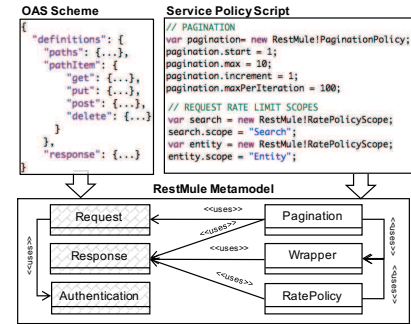 OAS Scheme
{
"definitions": {
"paths": {...},
"pathItem": {
"get": {...},
"put": {...},
"post": {...},
"delete": {...}
}
},
"response": {...}
}
Service Policy Script
// PAGINATION
var pagination= new RestMule!PaginationPolicy;
pagination.start = 1;
pagination.max = 10;
pagination.increment = 1;
pagination.maxPerIteration = 100;
// REQUEST RATE LIMIT SCOPES
var search = new RestMule!RatePolicyScope;
search.scope = "Search";
var entity = new RestMule!RatePolicyScope;
entity.scope = "Entity";
RestMule Metamodel
<<uses>>
Request
<<uses>>
Pagination
<<uses>>
<<uses>>
Response
<<uses>>
Wrapper
<<uses>>
Authentication
RatePolicy